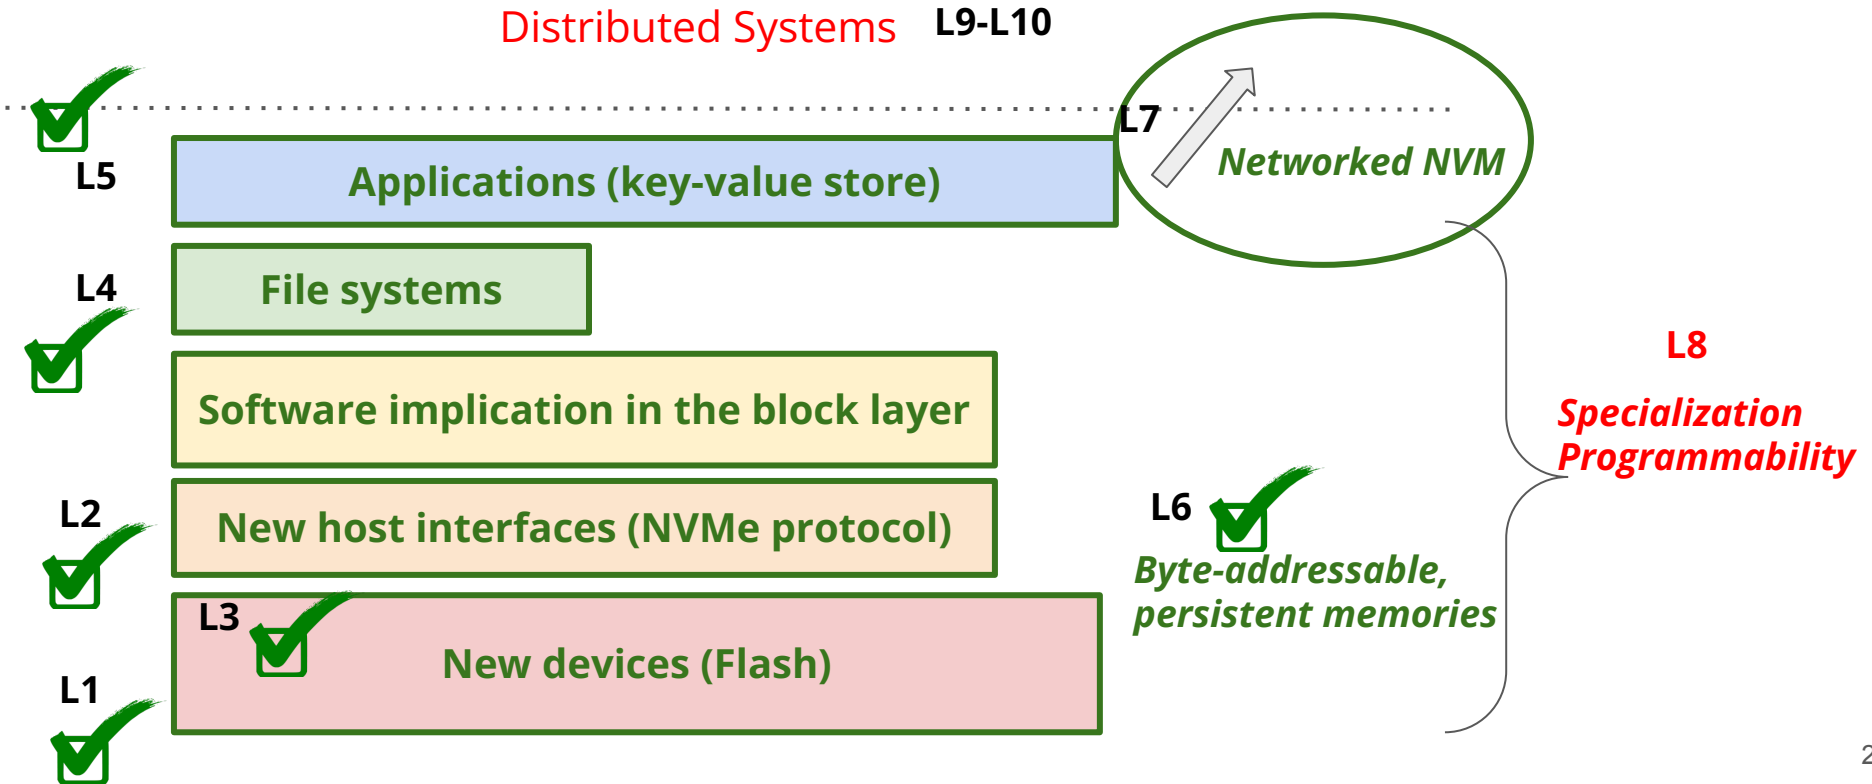 Distributed Systems L9-L10
L7
Networked NVM
L5
Applications (key-value store)
L4
File systems
L8
Specialization
Programmability
Software implication in the block layer
L2
New host interfaces (NVMe protocol)
L6
Byte-addressable,
persistent memories
L3
New devices (Flash)
L1
2